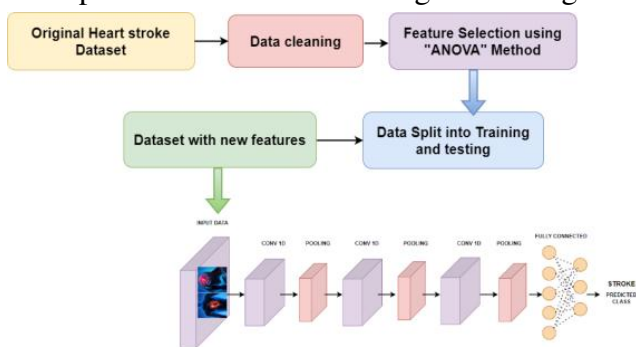 Original Heart stroke
Dataset
Data cleaning
Feature Selection using
"ANOVA" Method
Dataset with new features
Data Split into Training
and testing
INPUT DATA
CONV 1D
POOLING
CONV 1D
POOLING
CONV 1D
POOLING
FULLY CONNECTED
STROKE
PREDICTED
CLASS